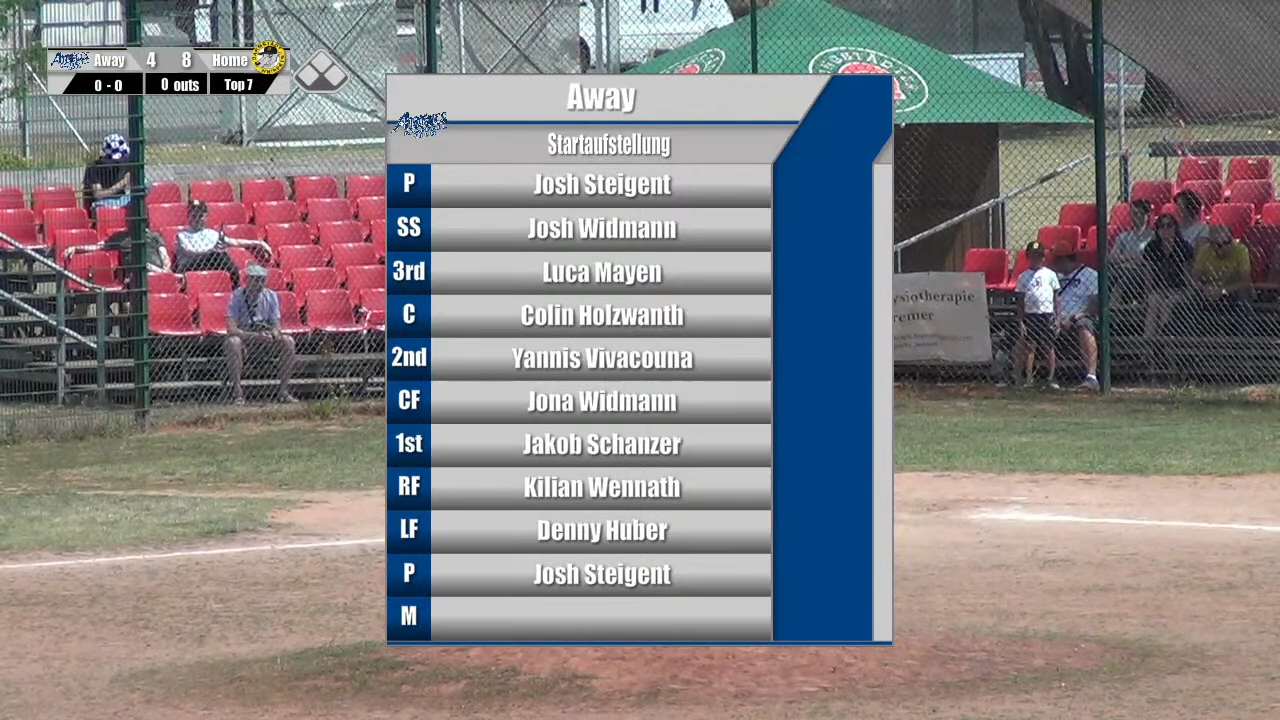 Away 4 8 Home
0 - 0 0 outs Top 7
Away
Startaufstellung
P Josh Steigent
SS Josh Widmann
3rd Luca Mayen
C Colin Holzwanth
2nd Yannis Vivacouna
CF Jona Widmann
1st Jakob Schanzer
RF Kilian Wennath
LF Denny Huber
P Josh Steigent
M